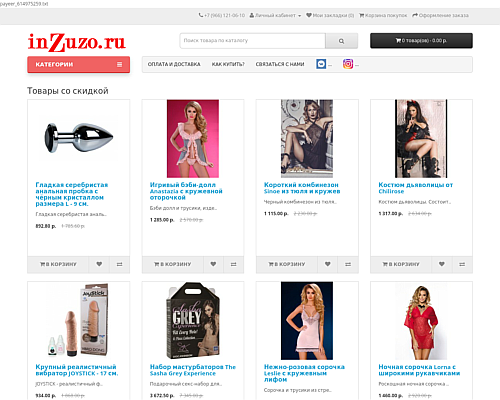 payeer_614975259.txt
+7 (966) 121-06-10 Личный кабинет Мои закладки (0) Корзина покупок Оформление заказа
inZuzo.ru
Поиск товара по каталогу
0 товар(ов) - 0.00 р.
КАТЕГОРИИ
ОПЛАТА И ДОСТАВКА КАК КУПИТЬ? СВЯЗАТЬСЯ С НАМИ ... ...
Товары со скидкой
Гладкая серебристая анальная пробка с черным кристаллом размера L - 9 см.
Гладкая серебристая аналь..
892.80 р. 1 785.60 р.
В КОРЗИНУ
Игривый бэби-долл Anastazia с кружевной оторочкой
Бэби долл и трусики, изде..
1 285.00 р. 2 570.00 р.
В КОРЗИНУ
Короткий комбинезон Sinoe из тюля и кружев
Черный комбинезон из тюля..
1 115.00 р. 2 230.00 р.
В КОРЗИНУ
Костюм дьяволицы от Chilirose
Костюм дьяволицы. Состоит..
1 317.00 р. 2 634.00 р.
В КОРЗИНУ
JOYSTICK
Крупный реалистичный вибратор JOYSTICK - 17 см.
JOYSTICK - реалистичный ф..
934.00 р. 1 868.00 р.
Sasha GREY
Набор мастурбаторов The Sasha Grey Experience
Подарочный секс-набор для..
3 672.50 р. 7 345.00 р.
Нежно-розовая сорочка Leslie с кружевным лифом
Сорочка и трусики из стре..
Ночная сорочка Lorna с широкими рукавчиками
Роскошная ночная сорочка...
1 460.00 р. 2 920.00 р.